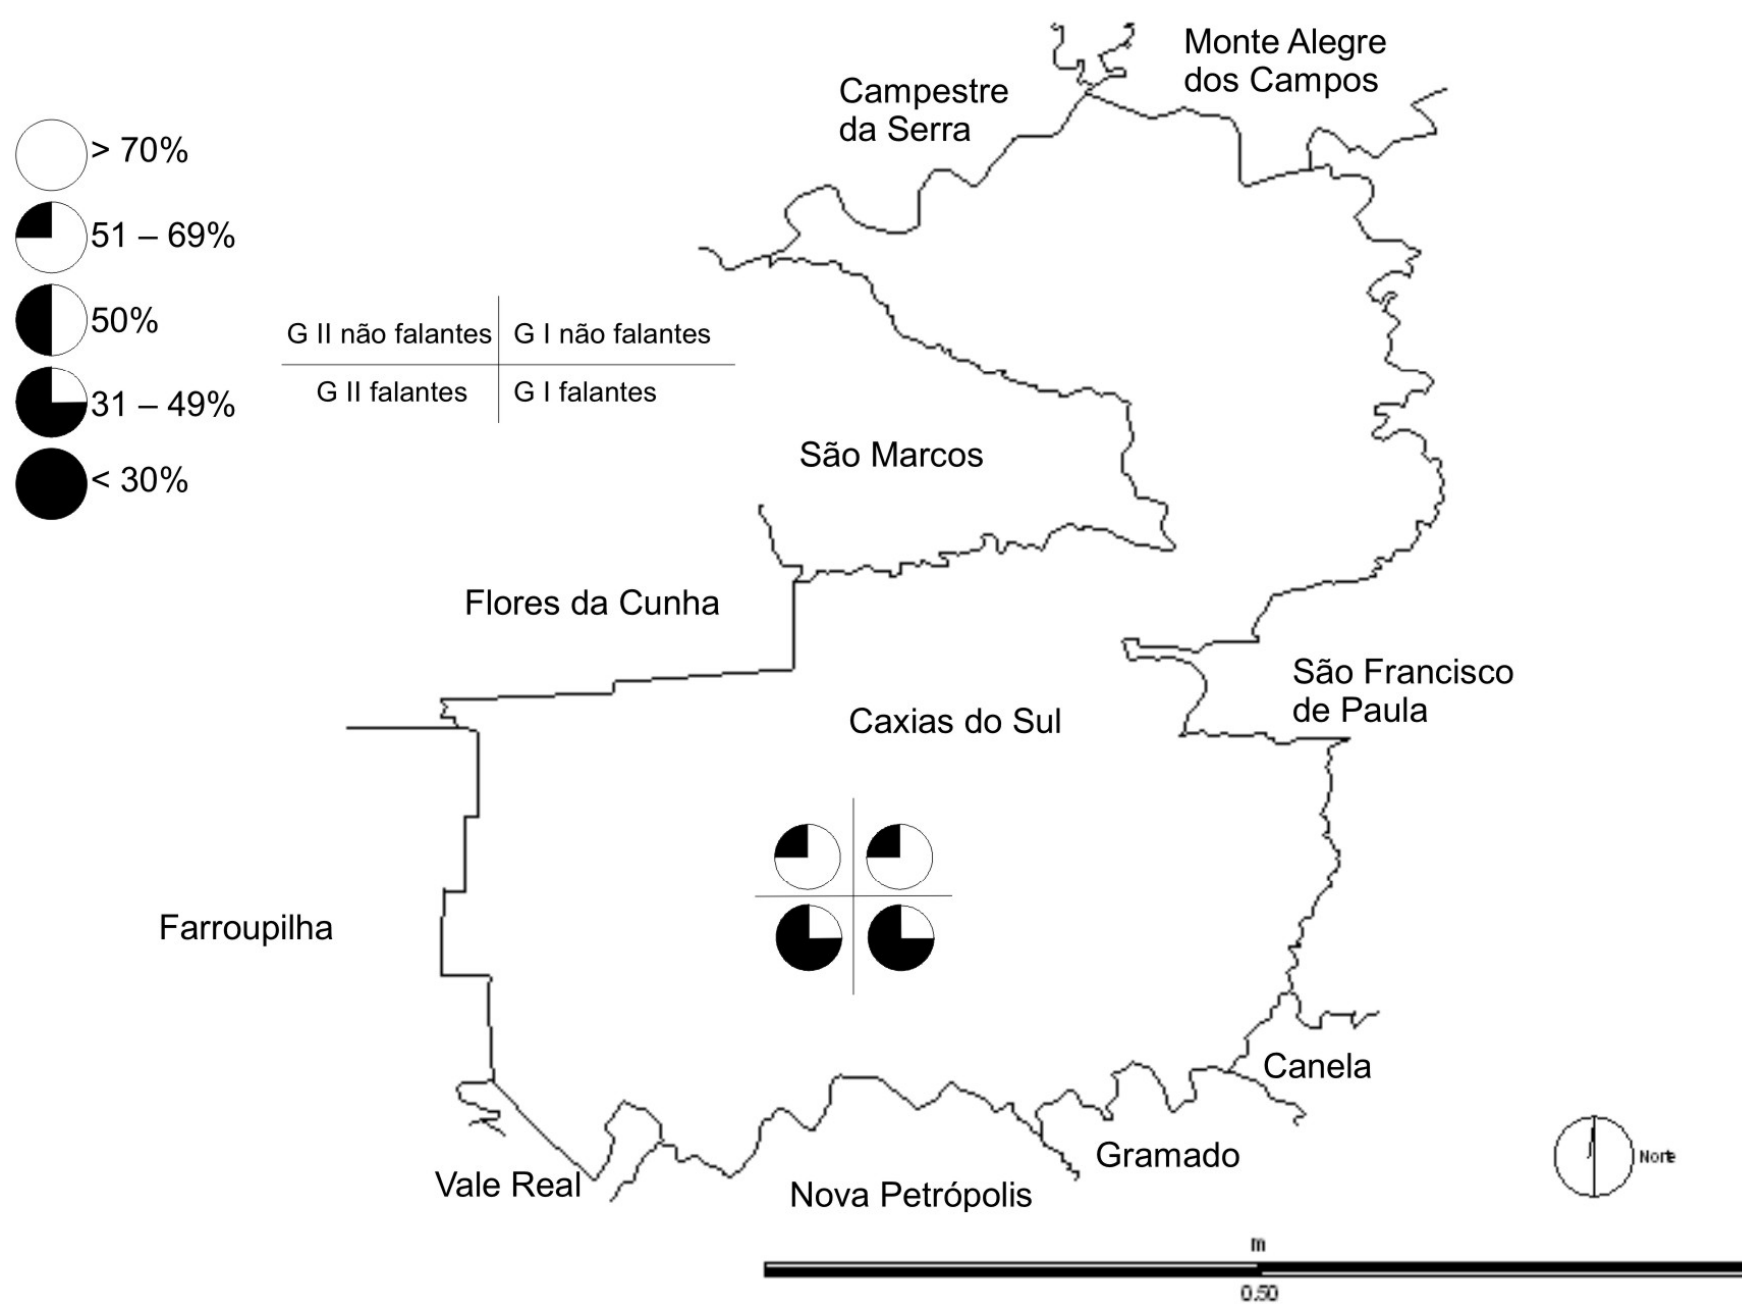 Monte Alegre
dos Campos
Campestre
da Serra
> 70%
51 – 69%
50%
31 – 49%
< 30%
G II não falantes
G I não falantes
G II falantes
G I falantes
São Marcos
Flores da Cunha
São Francisco
de Paula
Caxias do Sul
Farroupilha
Canela
Gramado
Vale Real
Nova Petrópolis
Norte
m
0.50